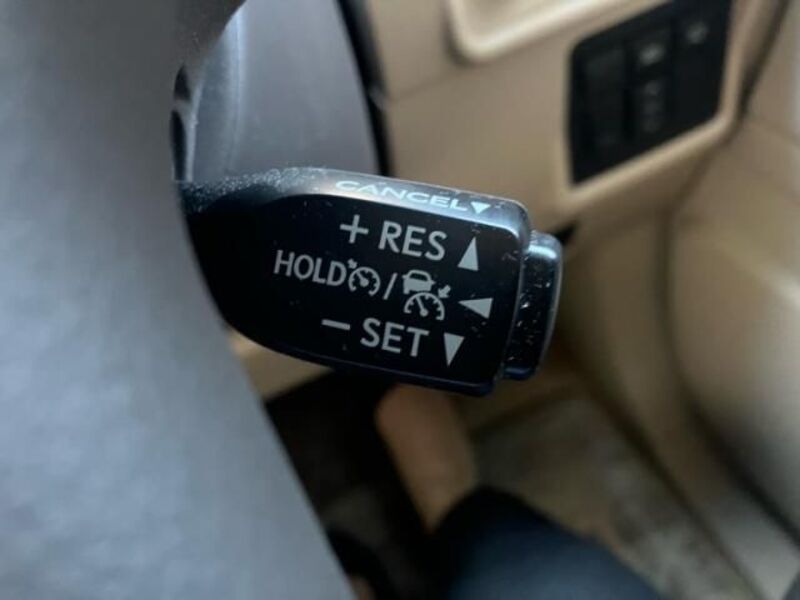 CANCEL▼
+ RES ▲
HOLD / ◀
− SET ▼